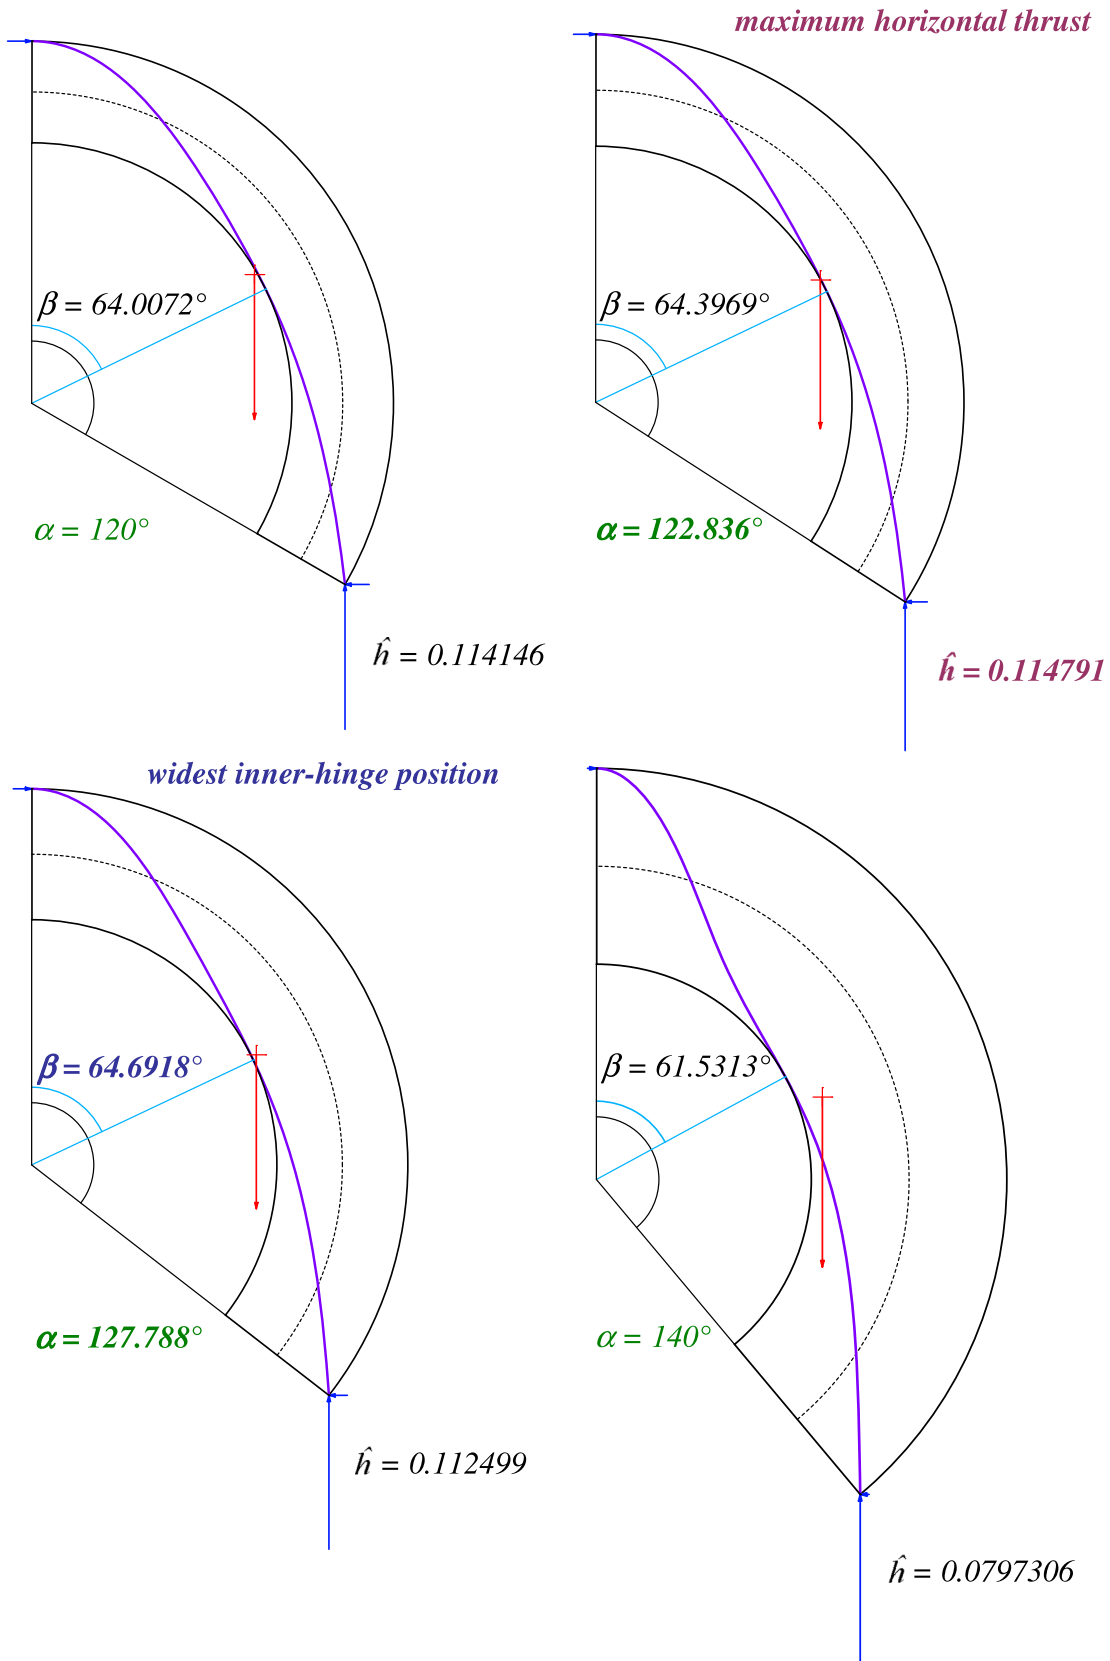 maximum horizontal thrust
β = 64.0072°
β = 64.3969°
α = 120°
α = 122.836°
ĥ = 0.114146
ĥ = 0.114791
widest inner-hinge position
β = 64.6918°
β = 61.5313°
α = 127.788°
α = 140°
ĥ = 0.112499
ĥ = 0.0797306